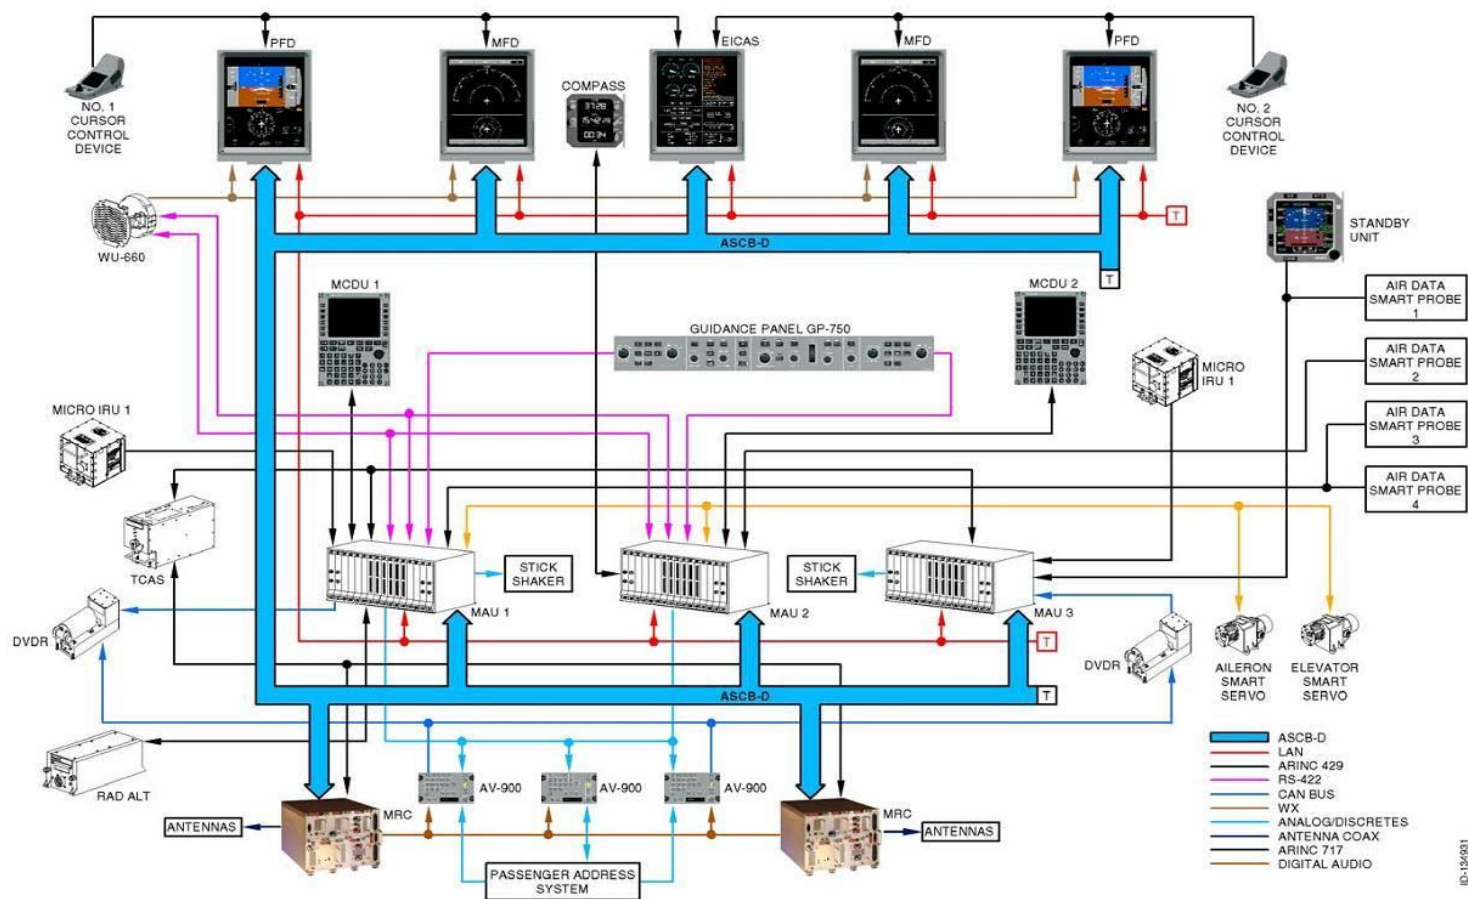 PFD
MFD
EICAS
MFD
PFD
NO. 1
CURSOR
CONTROL
DEVICE
COMPASS
3728
NO. 2
CURSOR
CONTROL
DEVICE
WU-660
T
ASCB-D
T
STANDBY
UNIT
MCDU 1
MCDU 2
GUIDANCE PANEL GP-750
AIR DATA
SMART PROBE
1
AIR DATA
SMART PROBE
2
AIR DATA
SMART PROBE
3
AIR DATA
SMART PROBE
4
MICRO
IRU 1
MICRO IRU 1
TCAS
STICK
SHAKER
STICK
SHAKER
MAU 1
MAU 2
MAU 3
DVDR
T
DVDR
AILERON
SMART
SERVO
ELEVATOR
SMART
SERVO
ASCB-D
T
RAD ALT
AV-900
AV-900
AV-900
MRC
MRC
ANTENNAS
ANTENNAS
PASSENGER ADDRESS
SYSTEM
ASCB-D
LAN
ARINC 429
RS-422
CAN BUS
WX
ANALOG/DISCRETES
ANTENNA COAX
ARINC 717
DIGITAL AUDIO
ID-134931